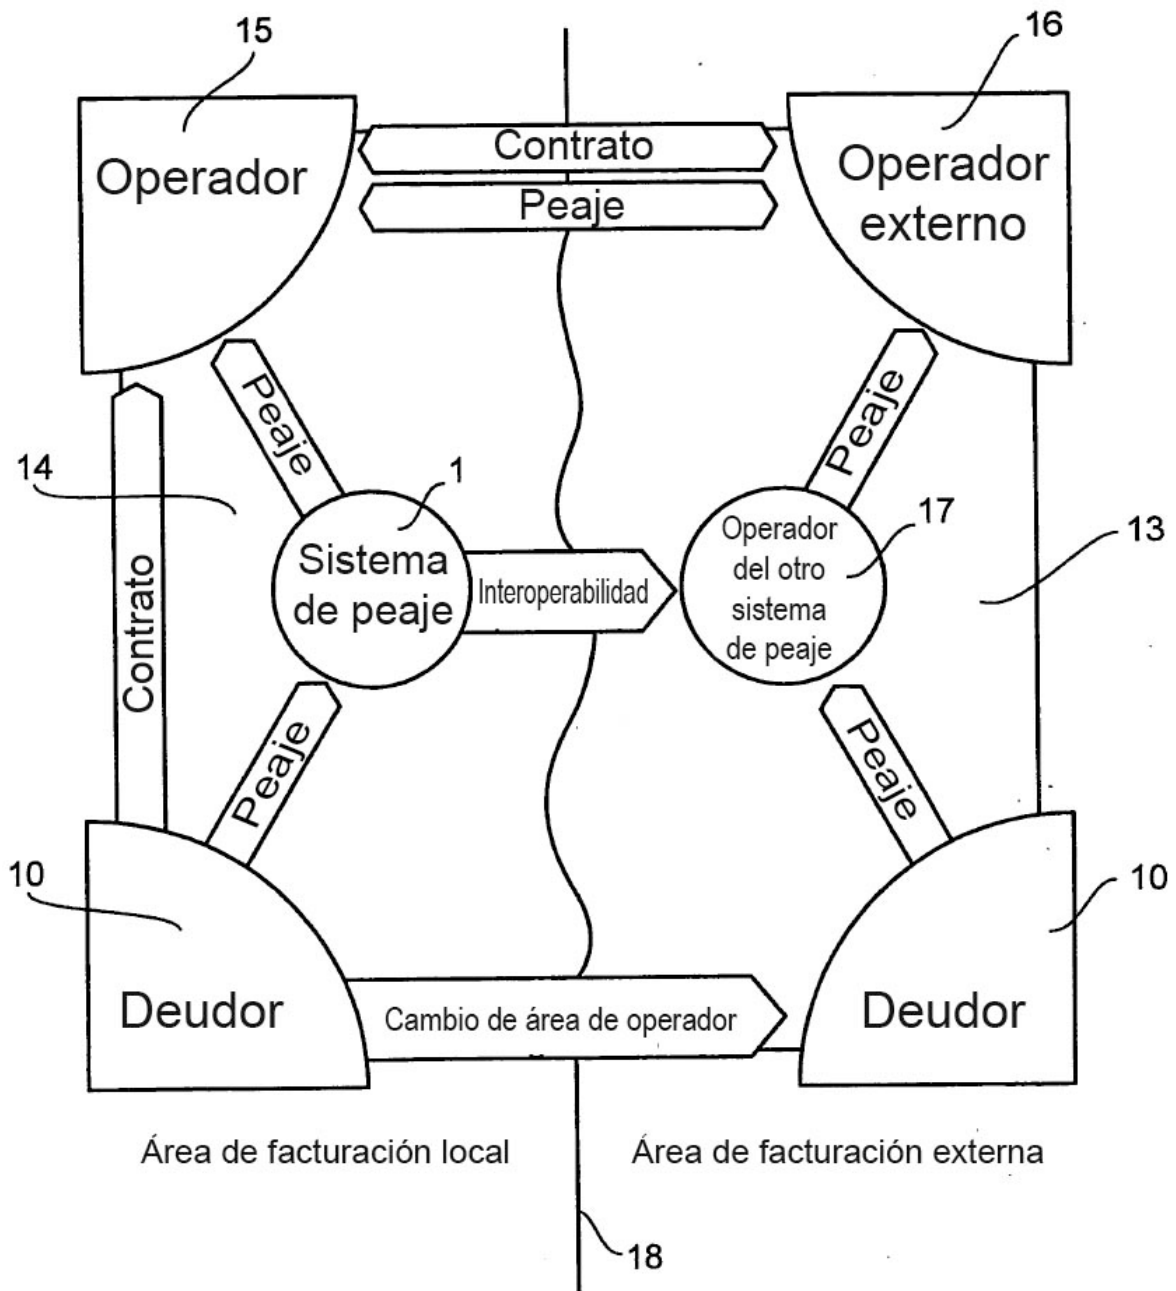 15
16
Operador
Contrato
Peaje
Operador
externo
Peaje
Peaje
14
1
17
13
Contrato
Sistema
de peaje
Interoperabilidad
Operador
del otro
sistema
de peaje
Peaje
Peaje
10
10
Deudor
Cambio de área de operador
Deudor
Área de facturación local
Área de facturación externa
18